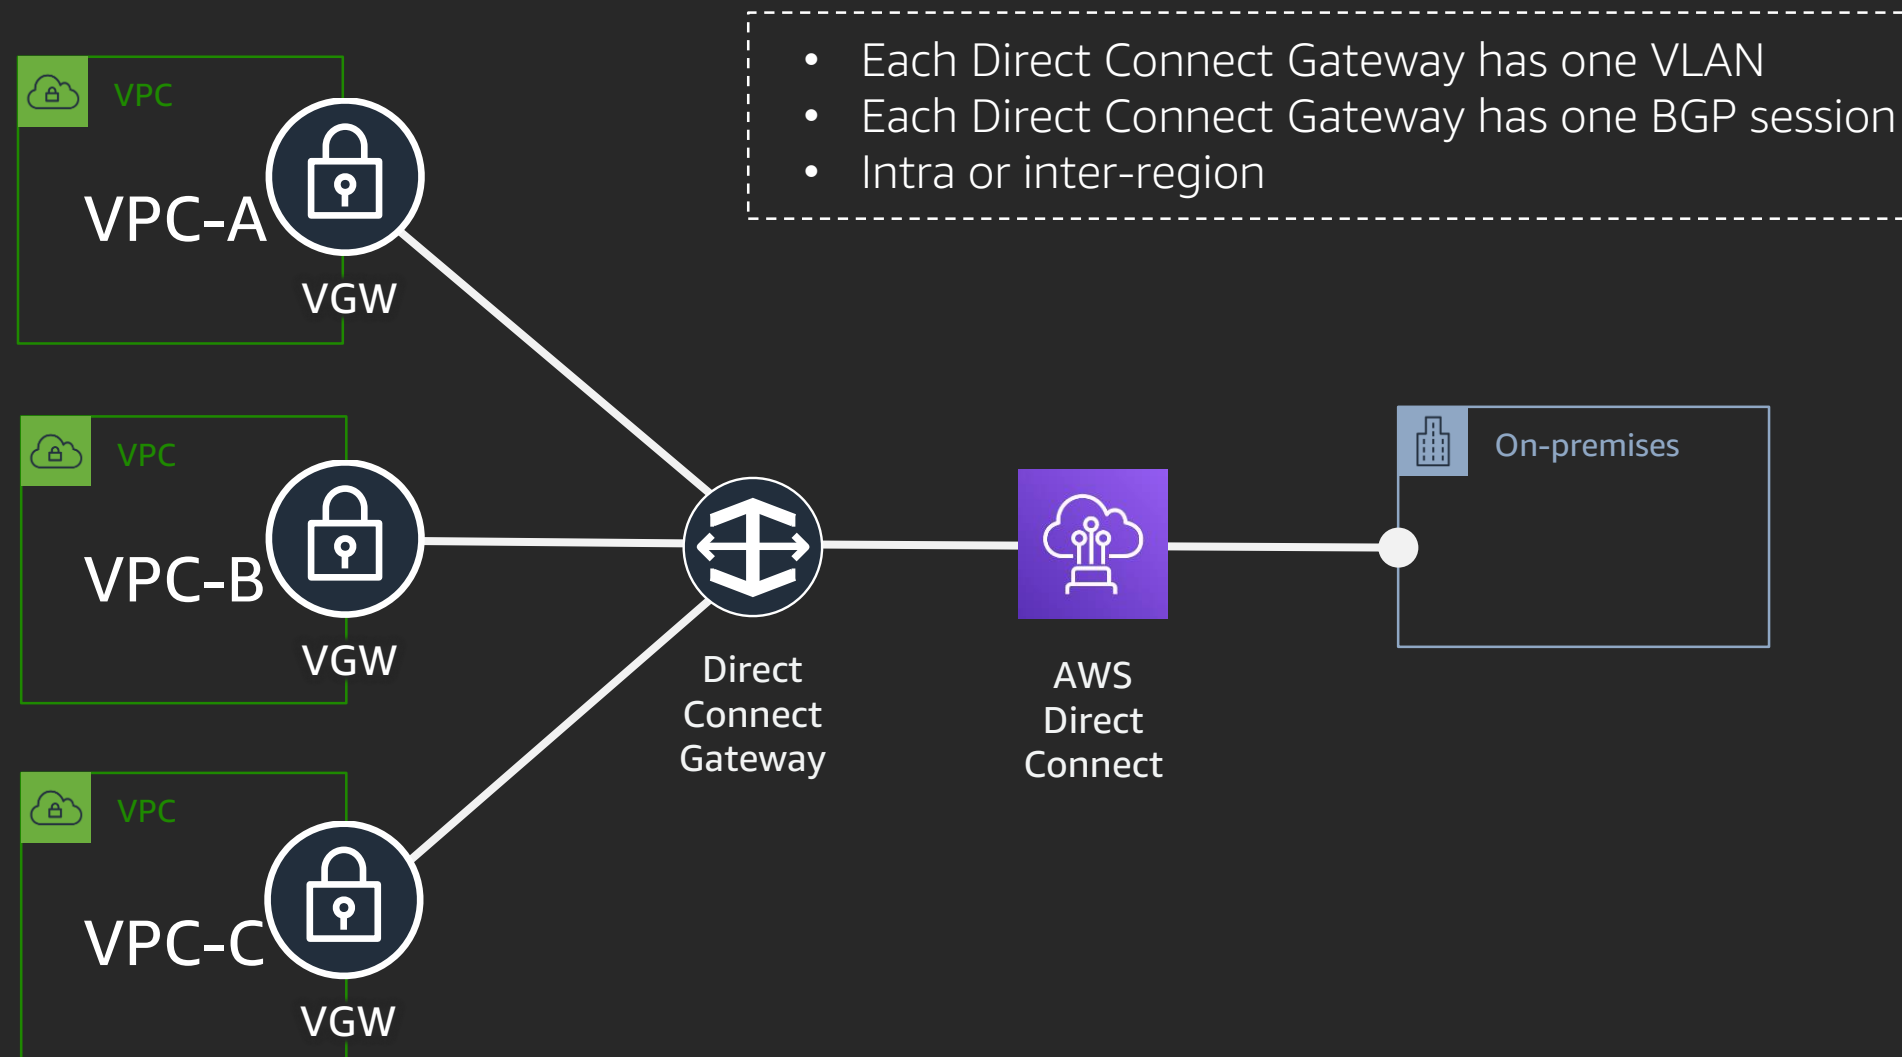 • Each Direct Connect Gateway has one VLAN
• Each Direct Connect Gateway has one BGP session
• Intra or inter-region
VPC
VPC-A
VGW
VPC
VPC-B
VGW
VPC
VPC-C
VGW
Direct
Connect
Gateway
AWS
Direct
Connect
On-premises